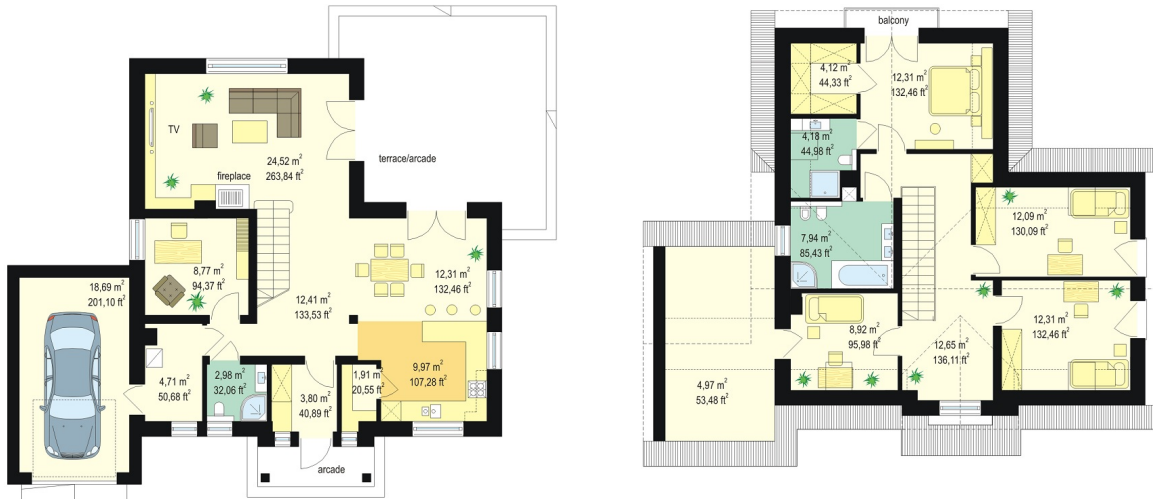 TV
24,52 m²
263,84 ft²
fireplace
terrace/arcade
8,77 m²
94,37 ft²
18,69 m²
201,10 ft²
12,41 m²
133,53 ft²
12,31 m²
132,46 ft²
4,71 m²
50,68 ft²
2,98 m²
32,06 ft²
3,80 m²
40,89 ft²
1,91 m²
20,55 ft²
9,97 m²
107,28 ft²
arcade
balcony
4,12 m²
44,33 ft²
12,31 m²
132,46 ft²
4,18 m²
44,98 ft²
7,94 m²
85,43 ft²
12,09 m²
130,09 ft²
8,92 m²
95,98 ft²
12,65 m²
136,11 ft²
12,31 m²
132,46 ft²
4,97 m²
53,48 ft²